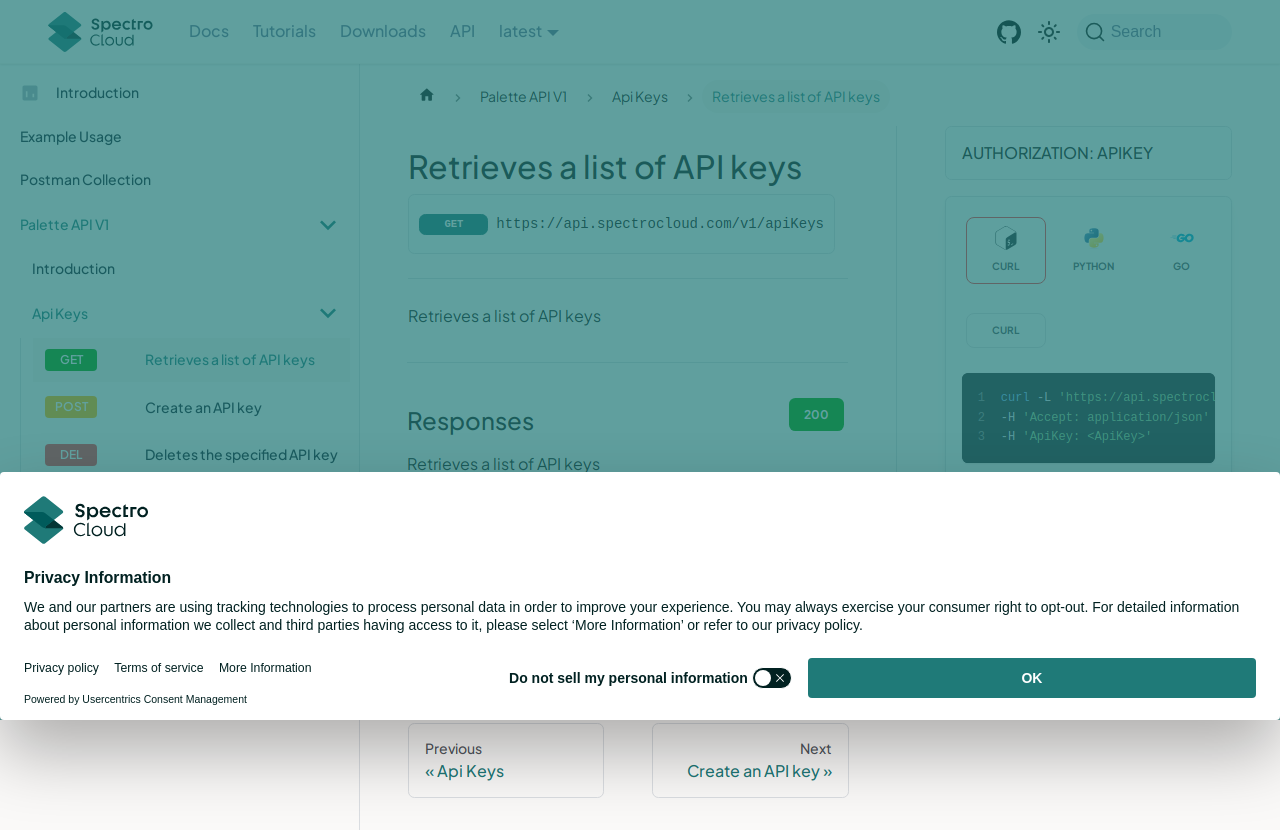 Spectro
Cloud
Docs
Tutorials
Downloads
API
latest
Search
Introduction
Example Usage
Postman Collection
Palette API V1
Introduction
Api Keys
GET
Retrieves a list of API keys
POST
Create an API key
DEL
Deletes the specified API key
Palette API V1
Api Keys
Retrieves a list of API keys
Retrieves a list of API keys
GET
https://api.spectrocloud.com/v1/apiKeys
Retrieves a list of API keys
Responses
200
Retrieves a list of API keys
AUTHORIZATION: APIKEY
GO
CURL
PYTHON
GO
CURL
1 curl -L 'https://api.spectrocl
2 -H 'Accept: application/json'
3 -H 'ApiKey: <ApiKey>'
Spectro
Cloud
Privacy Information
We and our partners are using tracking technologies to process personal data in order to improve your experience. You may always exercise your consumer right to opt-out. For detailed information
about personal information we collect and third parties having access to it, please select ‘More Information’ or refer to our privacy policy.
Privacy policy
Terms of service
More Information
Powered by Usercentrics Consent Management
Do not sell my personal information
OK
Previous
« Api Keys
Next
Create an API key »